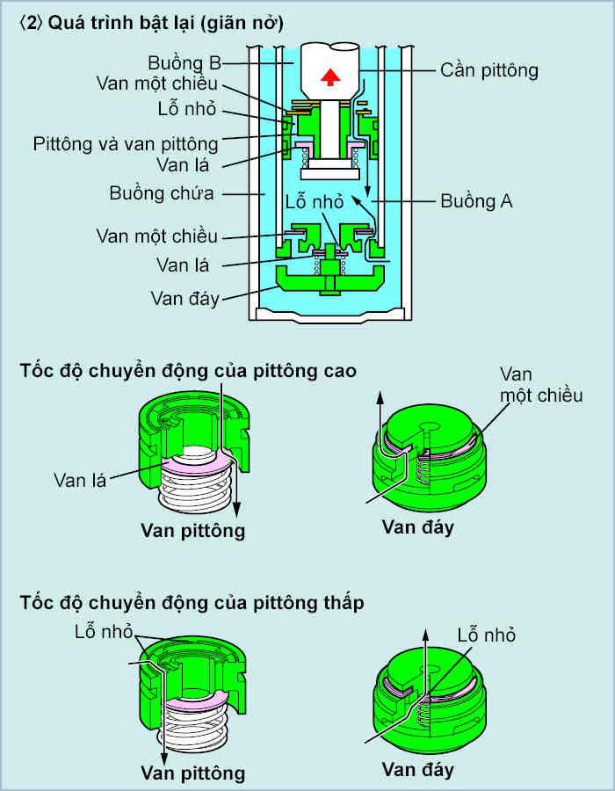 〈2〉 Quá trình bật lại (giãn nở)
Buồng B
Cần pittông
Van một chiều
Lỗ nhỏ
Pittông và van pittông
Van lá
Buồng chứa
Lỗ nhỏ
Buồng A
Van một chiều
Van lá
Van đáy
Tốc độ chuyển động của pittông cao
Van
một chiều
Van lá
Van pittông
Van đáy
Tốc độ chuyển động của pittông thấp
Lỗ nhỏ
Lỗ nhỏ
Van pittông
Van đáy